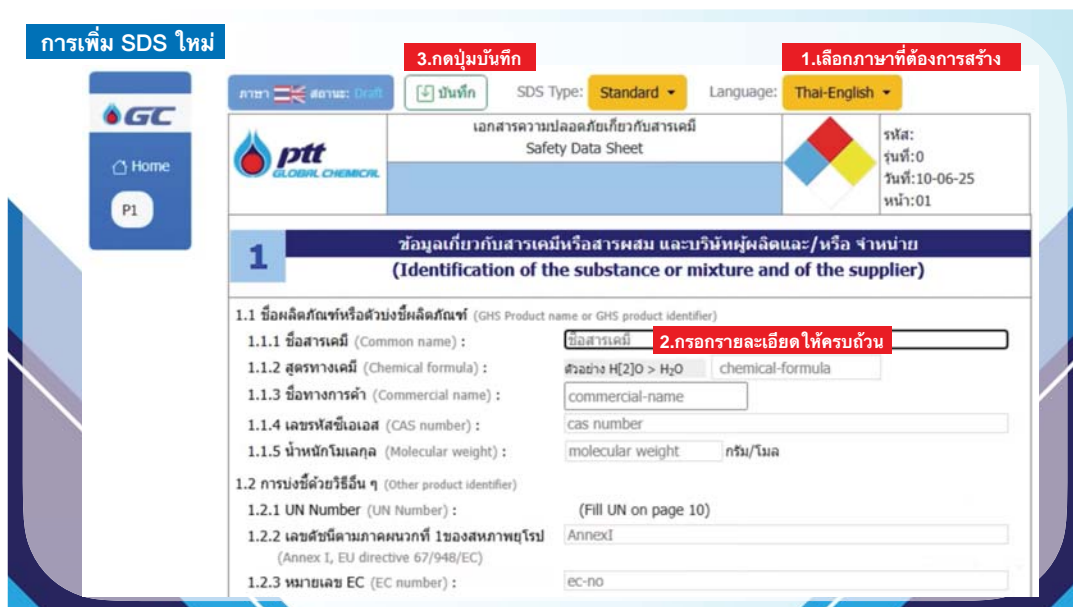 การเพิ่ม SDS ใหม่
3.กดปุ่มบันทึก
1.เลือกภาษาที่ต้องการสร้าง
GC
Home
P1
ภาษา สถานะ: Draft
บันทึก
SDS Type: Standard
Language: Thai-English
ptt
GLOBAL CHEMICAL
เอกสารความปลอดภัยเกี่ยวกับสารเคมี
Safety Data Sheet
รหัส:
รุ่นที่:0
วันที่:10-06-25
หน้า:01
1
ข้อมูลเกี่ยวกับสารเคมีหรือสารผสม และบริษัทผู้ผลิตและ/หรือ จำหน่าย
(Identification of the substance or mixture and of the supplier)
1.1 ชื่อผลิตภัณฑ์หรือตัวบ่งชี้ผลิตภัณฑ์ (GHS Product name or GHS product identifier)
1.1.1 ชื่อสารเคมี (Common name) : ชื่อสารเคมี
2.กรอกรายละเอียดให้ครบถ้วน
1.1.2 สูตรทางเคมี (Chemical formula) : ตัวอย่าง H[2]O > H₂O chemical-formula
1.1.3 ชื่อทางการค้า (Commercial name) : commercial-name
1.1.4 เลขรหัสซีเอเอส (CAS number) : cas number
1.1.5 น้ำหนักโมเลกุล (Molecular weight) : molecular weight กรัม/โมล
1.2 การบ่งชี้ด้วยวิธีอื่น ๆ (Other product identifier)
1.2.1 UN Number (UN Number) : (Fill UN on page 10)
1.2.2 เลขดัชนีตามภาคผนวกที่ 1ของสหภาพยุโรป AnnexI
(Annex I, EU directive 67/948/EC)
1.2.3 หมายเลข EC (EC number) : ec-no